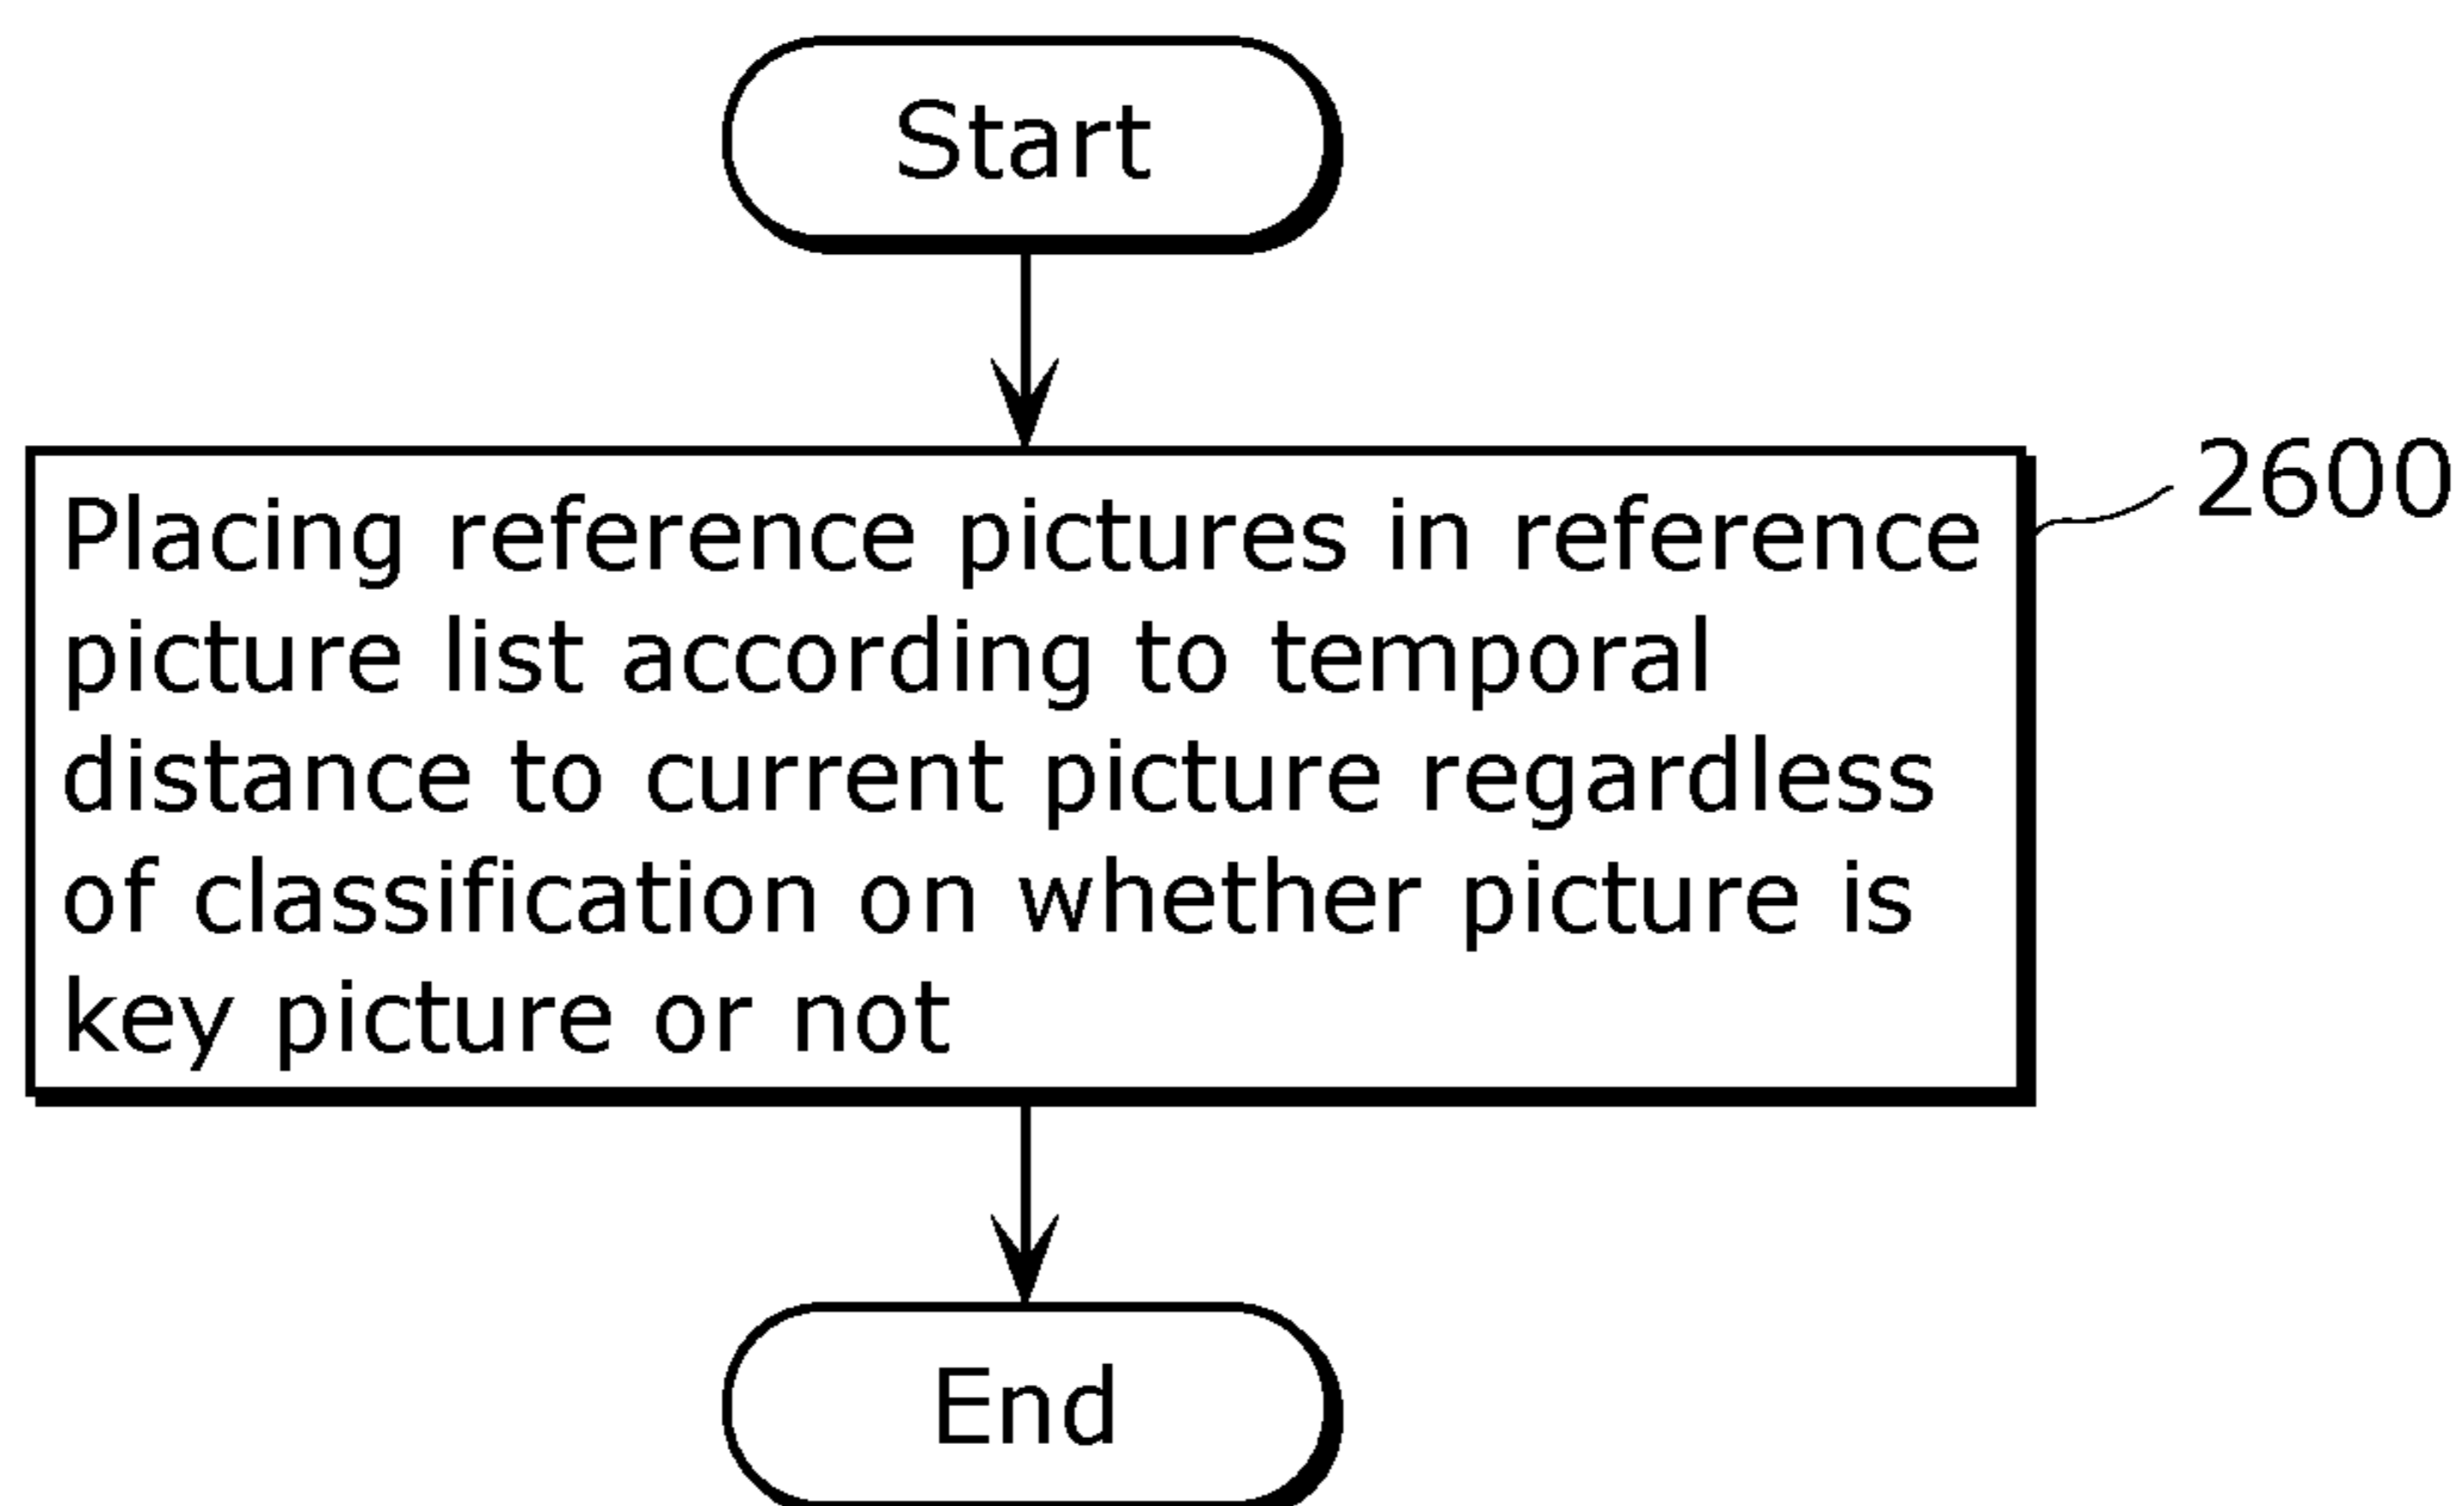 Start
2600
Placing reference pictures in reference
picture list according to temporal
distance to current picture regardless
of classification on whether picture is
key picture or not
End